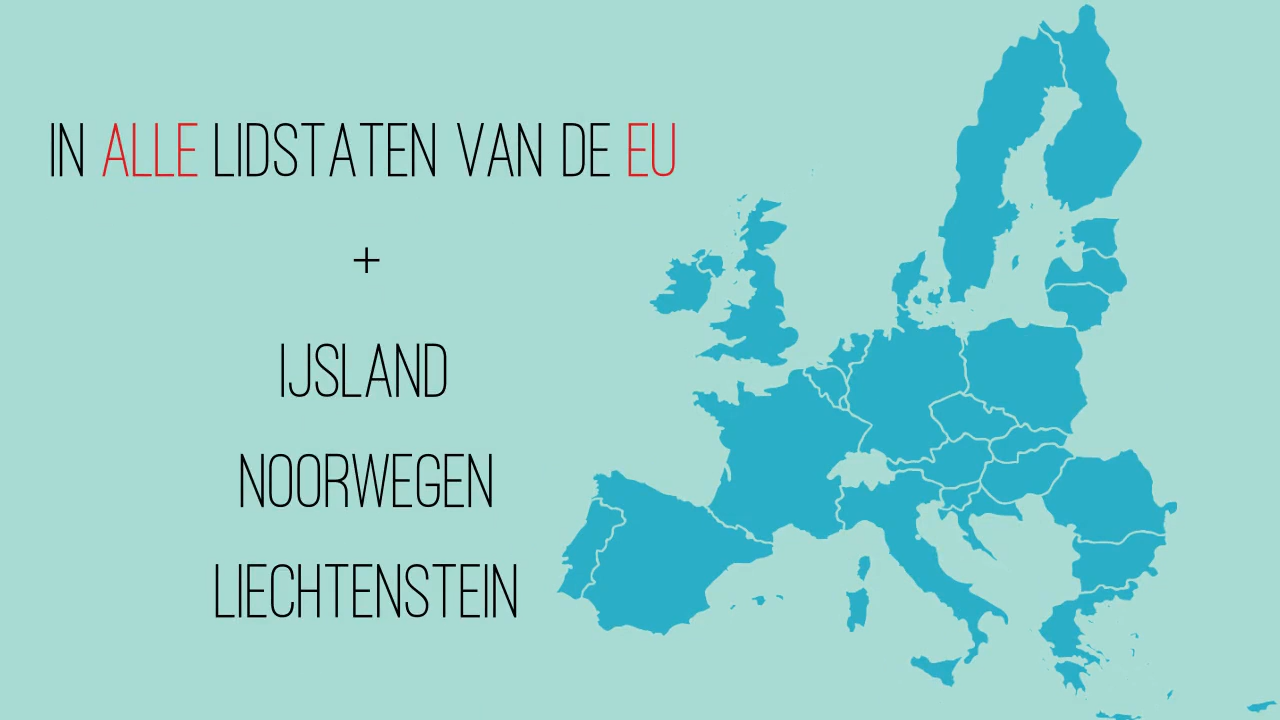 IN ALLE LIDSTATEN VAN DE EU
+
IJSLAND
NOORWEGEN
LIECHTENSTEIN